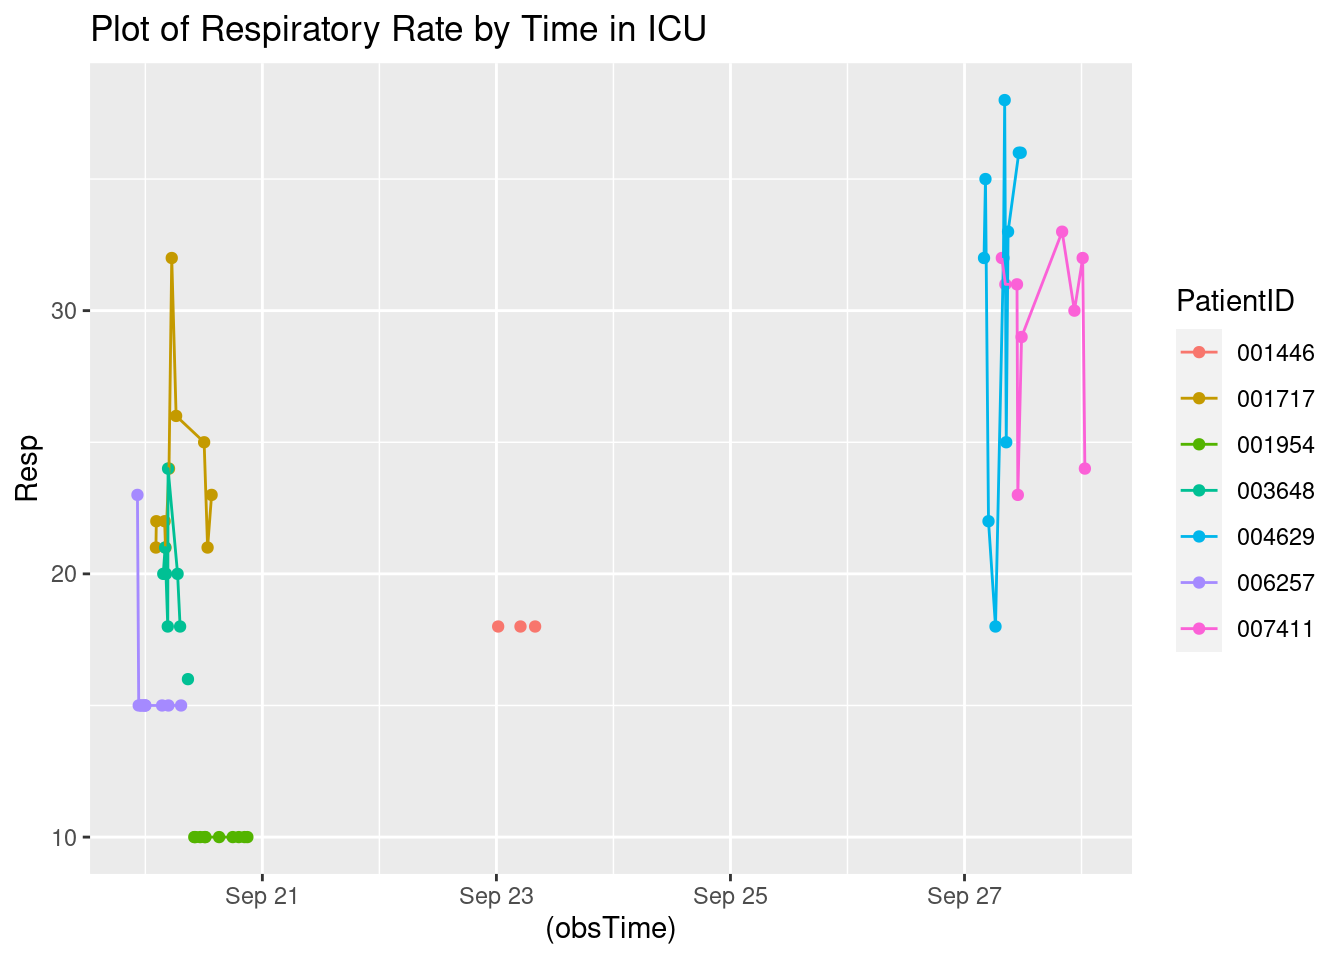 Plot of Respiratory Rate by Time in ICU
Resp
30
20
10
Sep 21
Sep 23
Sep 25
Sep 27
(obsTime)
PatientID
001446
001717
001954
003648
004629
006257
007411